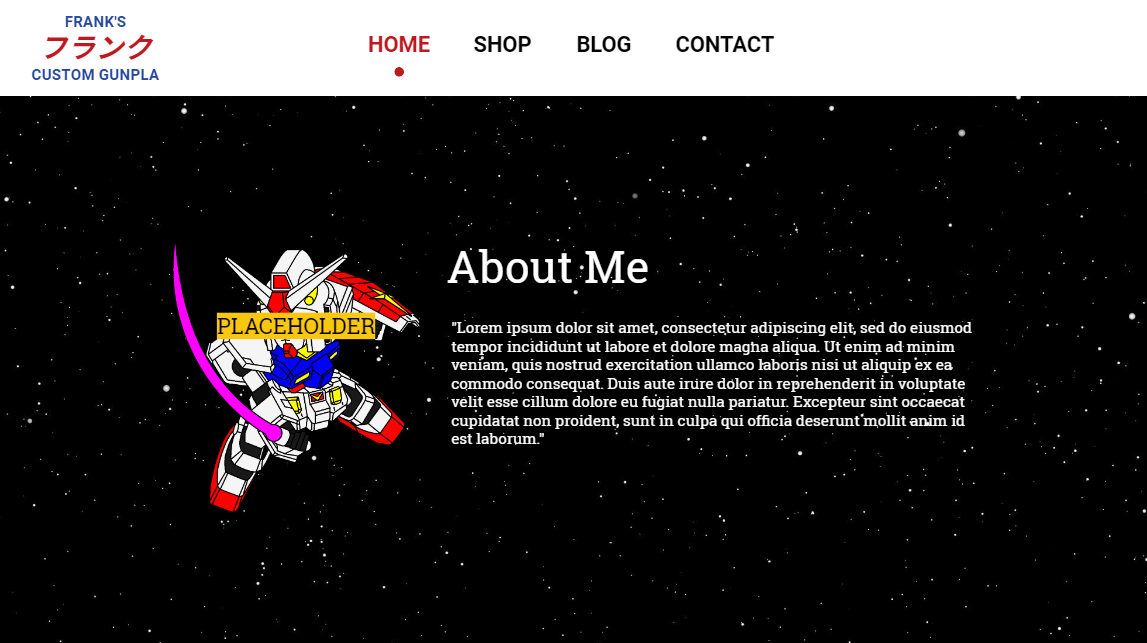 FRANK'S
フランク
CUSTOM GUNPLA
HOME SHOP BLOG CONTACT
About Me
PLACEHOLDER
"Lorem ipsum dolor sit amet, consectetur adipiscing elit, sed do eiusmod
tempor incididunt ut labore et dolore magna aliqua. Ut enim ad minim
veniam, quis nostrud exercitation ullamco laboris nisi ut aliquip ex ea
commodo consequat. Duis aute irure dolor in reprehenderit in voluptate
velit esse cillum dolore eu fugiat nulla pariatur. Excepteur sint occaecat
cupidatat non proident, sunt in culpa qui officia deserunt mollit anim id
est laborum."